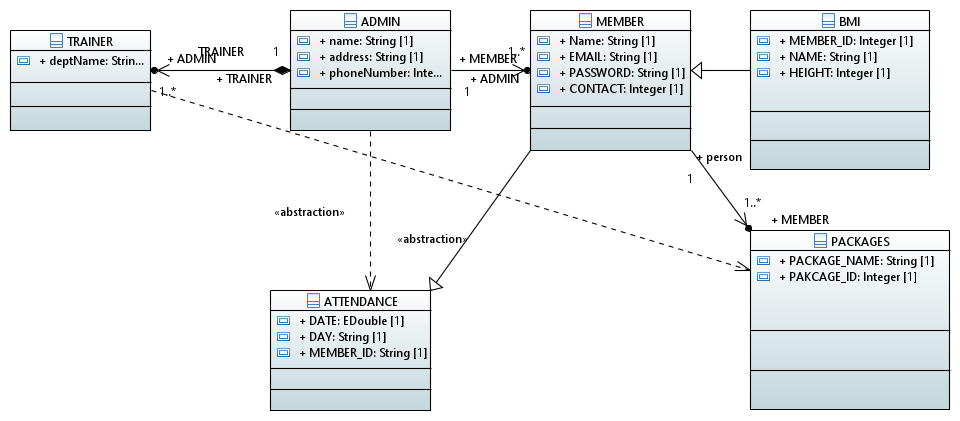 TRAINER
+ deptName: Strin...
ADMIN
+ name: String [1]
+ address: String [1]
+ phoneNumber: Inte...
MEMBER
+ Name: String [1]
+ EMAIL: String [1]
+ PASSWORD: String [1]
+ CONTACT: Integer [1]
BMI
+ MEMBER_ID: Integer [1]
+ NAME: String [1]
+ HEIGHT: Integer [1]
TRAINER
1
+ ADMIN
+ TRAINER
1..*
1..*
+ MEMBER
+ ADMIN
1
+ person
1
1..*
+ MEMBER
«abstraction»
«abstraction»
PACKAGES
+ PACKAGE_NAME: String [1]
+ PAKCAGE_ID: Integer [1]
ATTENDANCE
+ DATE: EDouble [1]
+ DAY: String [1]
+ MEMBER_ID: String [1]